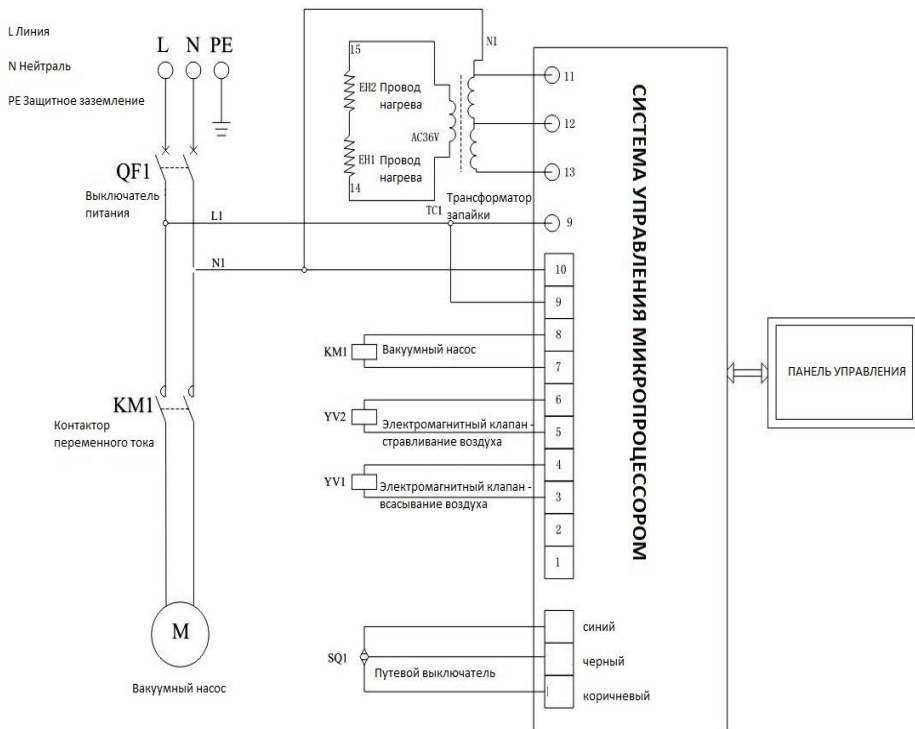 L Линия
N Нейтраль
PE Защитное заземление
L N PE
QF1
Выключатель
питания
L1
N1
KM1
Контактор
переменного тока
M
Вакуумный насос
15
EH2 Провод
нагрева
EH1 Провод
нагрева
14
AC36V
TC1
Трансформатор
запайки
N1
11
12
13
9
10
9
8
7
6
5
4
3
2
1
KM1
Вакуумный насос
YV2
Электромагнитный клапан -
стравливание воздуха
YV1
Электромагнитный клапан -
всасывание воздуха
SQ1
Путевой выключатель
синий
черный
коричневый
СИСТЕМА УПРАВЛЕНИЯ МИКРОПРОЦЕССОРОМ
ПАНЕЛЬ УПРАВЛЕНИЯ